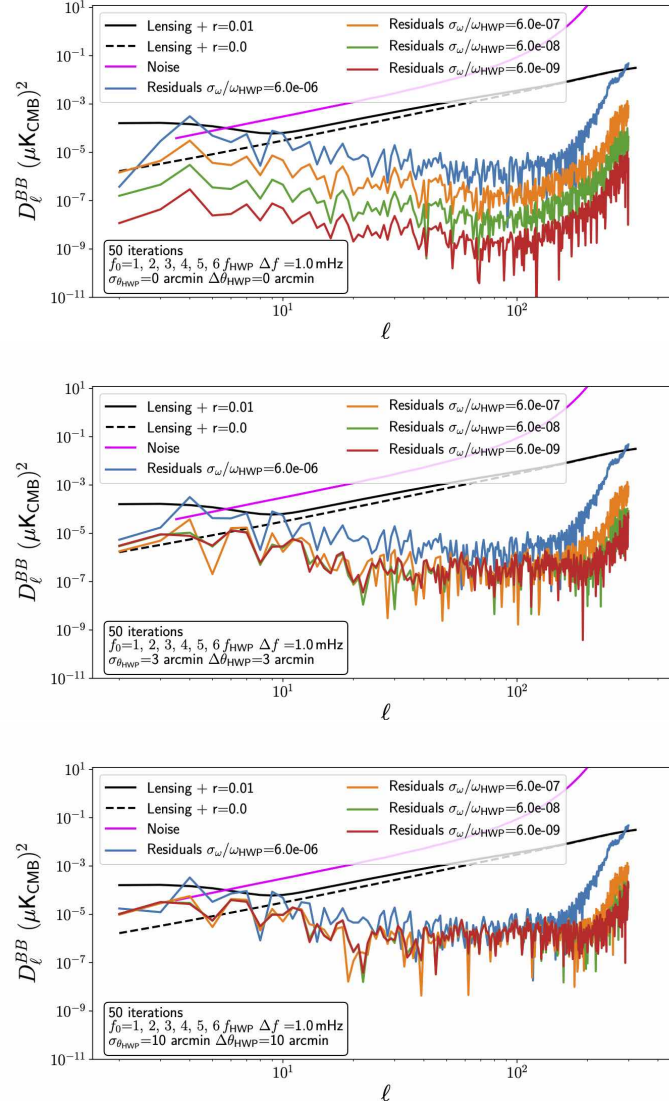 10^1
10^-1
10^-3
10^-5
10^-7
10^-9
10^-11
D_ℓ^BB (μK_CMB)^2
Lensing + r=0.01
Lensing + r=0.0
Noise
Residuals σ_ω/ω_HWP=6.0e-06
Residuals σ_ω/ω_HWP=6.0e-07
Residuals σ_ω/ω_HWP=6.0e-08
Residuals σ_ω/ω_HWP=6.0e-09
50 iterations
f_0=1, 2, 3, 4, 5, 6 f_HWP Δf =1.0 mHz
σ_θ_HWP=0 arcmin Δθ_HWP=0 arcmin
10^1 10^2
ℓ
10^1
10^-1
10^-3
10^-5
10^-7
10^-9
10^-11
D_ℓ^BB (μK_CMB)^2
Lensing + r=0.01
Lensing + r=0.0
Noise
Residuals σ_ω/ω_HWP=6.0e-06
Residuals σ_ω/ω_HWP=6.0e-07
Residuals σ_ω/ω_HWP=6.0e-08
Residuals σ_ω/ω_HWP=6.0e-09
50 iterations
f_0=1, 2, 3, 4, 5, 6 f_HWP Δf =1.0 mHz
σ_θ_HWP=3 arcmin Δθ_HWP=3 arcmin
10^1 10^2
ℓ
10^1
10^-1
10^-3
10^-5
10^-7
10^-9
10^-11
D_ℓ^BB (μK_CMB)^2
Lensing + r=0.01
Lensing + r=0.0
Noise
Residuals σ_ω/ω_HWP=6.0e-06
Residuals σ_ω/ω_HWP=6.0e-07
Residuals σ_ω/ω_HWP=6.0e-08
Residuals σ_ω/ω_HWP=6.0e-09
50 iterations
f_0=1, 2, 3, 4, 5, 6 f_HWP Δf =1.0 mHz
σ_θ_HWP=10 arcmin Δθ_HWP=10 arcmin
10^1 10^2
ℓ